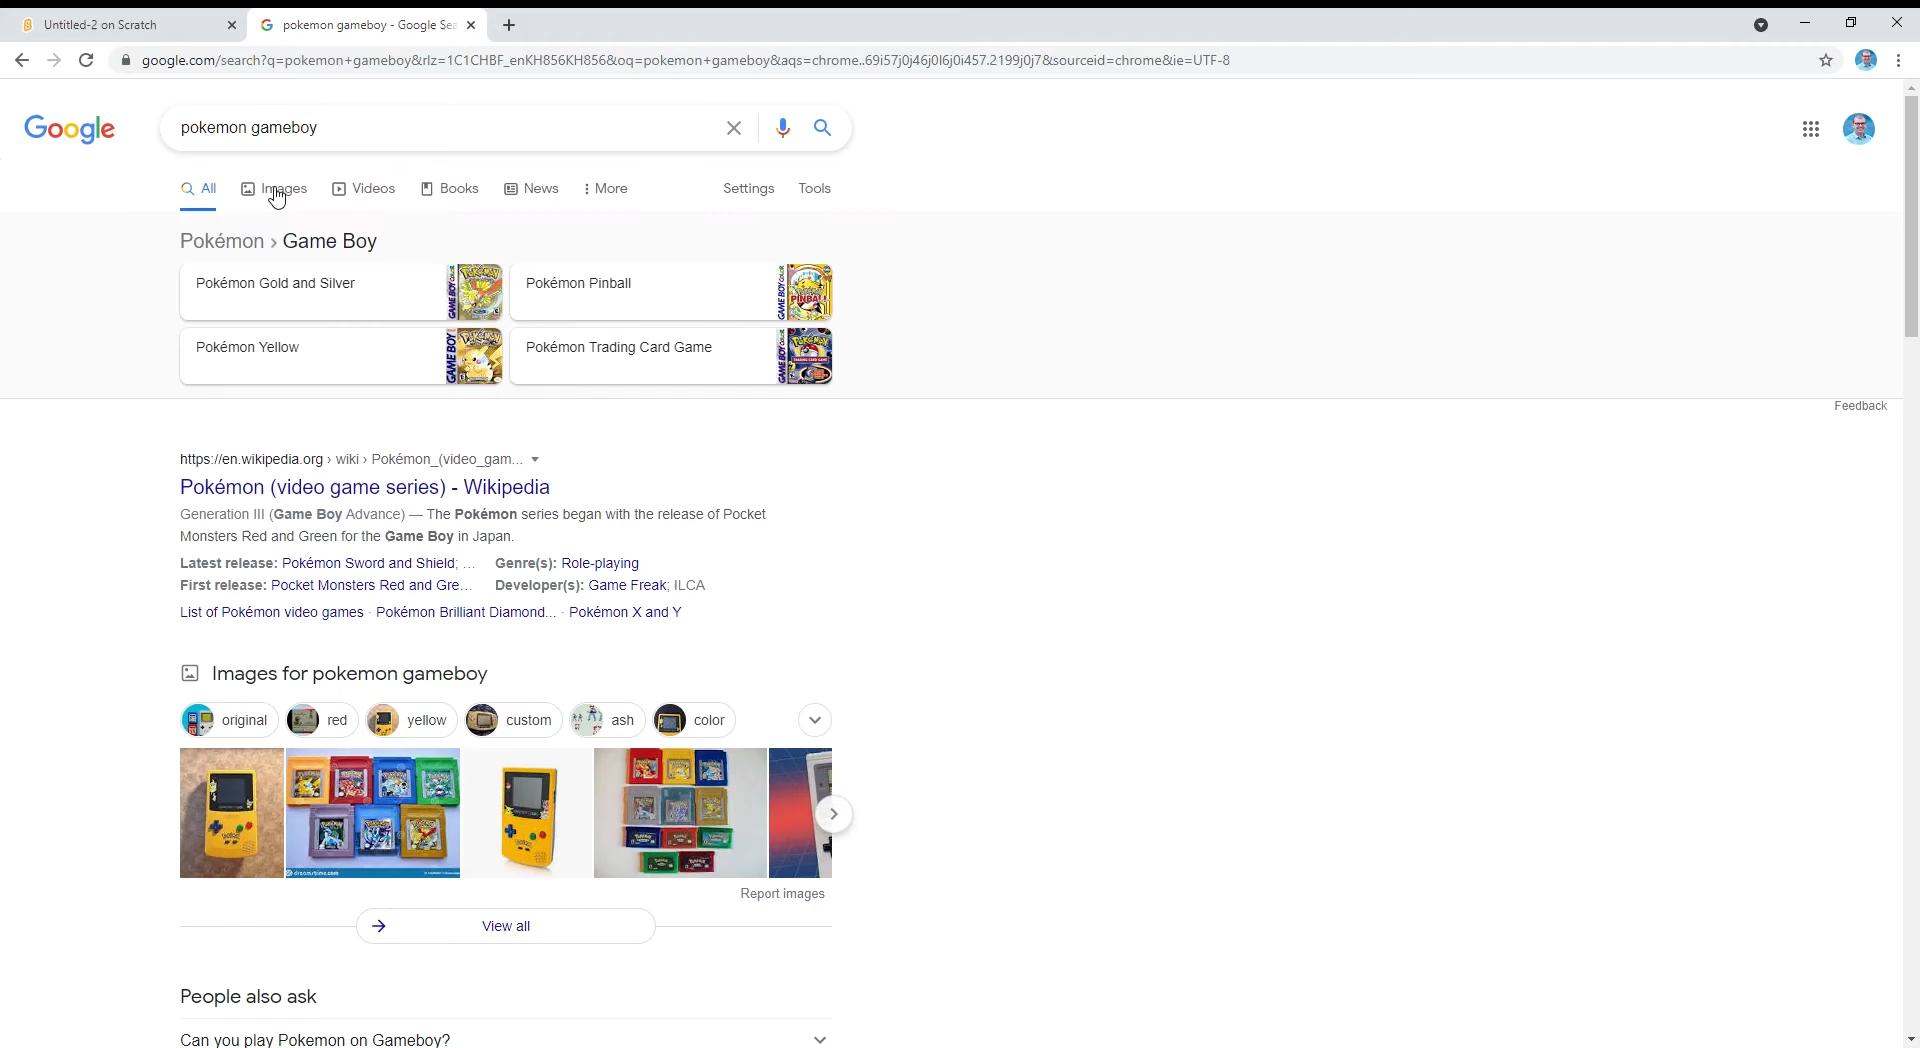 Untitled-2 on Scratch
pokemon gameboy - Google Sea
google.com/search?q=pokemon+gameboy&rlz=1C1CHBF_enKH856KH856&oq=pokemon+gameboy&aqs=chrome..69i57j0j46j0l6j0i457.2199j0j7&sourceid=chrome&ie=UTF-8
Google
pokemon gameboy
All
Images
Videos
Books
News
More
Settings
Tools
Pokémon › Game Boy
Pokémon Gold and Silver
Pokémon Pinball
Pokémon Yellow
Pokémon Trading Card Game
Feedback
https://en.wikipedia.org › wiki › Pokémon_(video_gam...
Pokémon (video game series) - Wikipedia
Generation III (Game Boy Advance) — The Pokémon series began with the release of Pocket
Monsters Red and Green for the Game Boy in Japan.
Latest release: Pokémon Sword and Shield; ... Genre(s): Role-playing
First release: Pocket Monsters Red and Gre... Developer(s): Game Freak; ILCA
List of Pokémon video games · Pokémon Brilliant Diamond... · Pokémon X and Y
Images for pokemon gameboy
original
red
yellow
custom
ash
color
dreamstime.com
Report images
View all
People also ask
Can you play Pokemon on Gameboy?